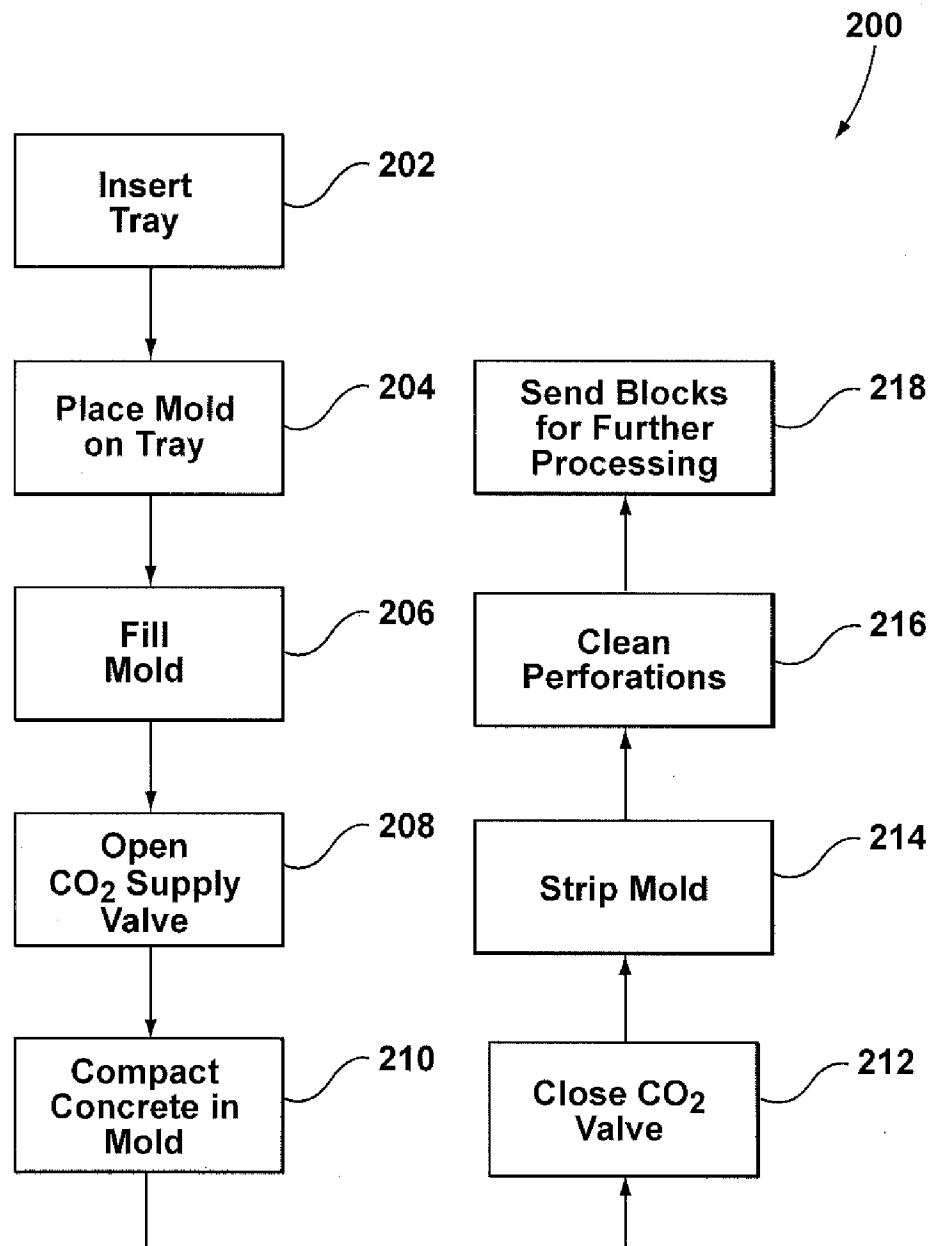 200
Insert
Tray
202
Place Mold
on Tray
204
Fill
Mold
206
Open
CO2 Supply
Valve
208
Compact
Concrete in
Mold
210
Close CO2
Valve
212
Strip Mold
214
Clean
Perforations
216
Send Blocks
for Further
Processing
218